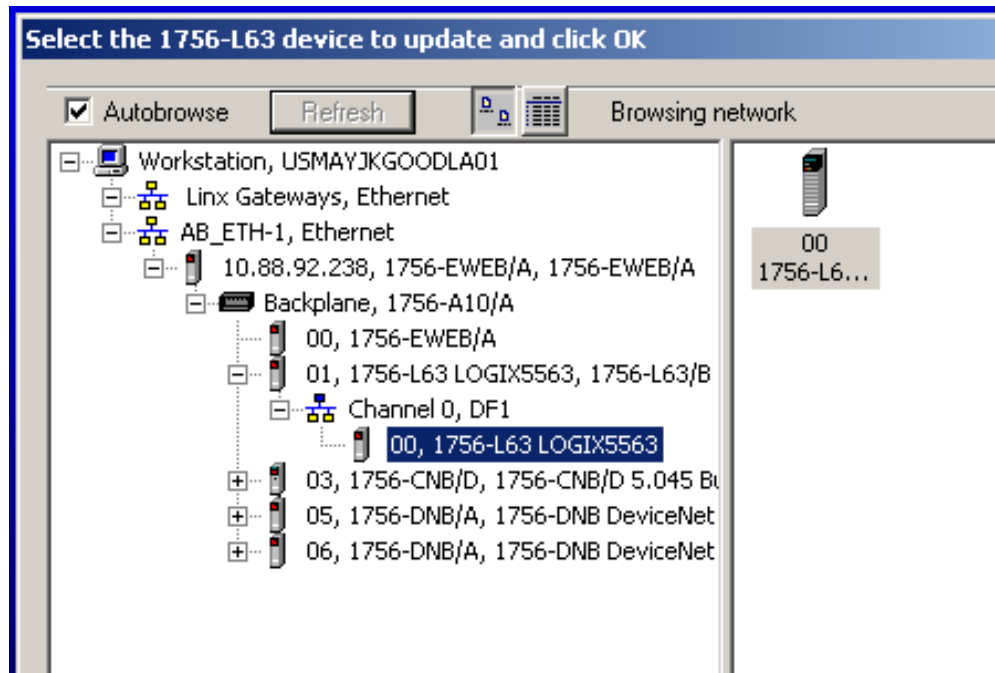 Select the 1756-L63 device to update and click OK
Autobrowse Refresh Browsing network
Workstation, USMAYJKGOODLA01
Linx Gateways, Ethernet
AB_ETH-1, Ethernet
10.88.92.238, 1756-EWEB/A, 1756-EWEB/A
Backplane, 1756-A10/A
00, 1756-EWEB/A
01, 1756-L63 LOGIX5563, 1756-L63/B
Channel 0, DF1
00, 1756-L63 LOGIX5563
03, 1756-CNB/D, 1756-CNB/D 5.045 Bu
05, 1756-DNB/A, 1756-DNB DeviceNet
06, 1756-DNB/A, 1756-DNB DeviceNet
00
1756-L6...